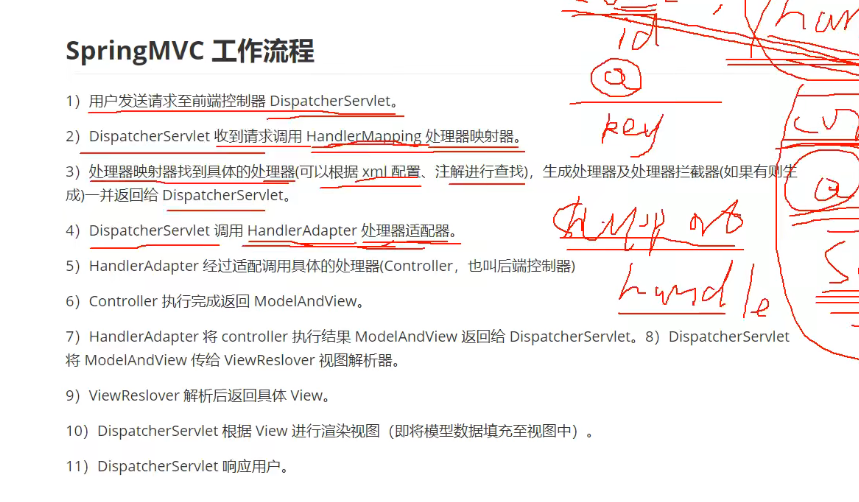 SpringMVC 工作流程
1）用户发送请求至前端控制器 DispatcherServlet。
2）DispatcherServlet 收到请求调用 HandlerMapping 处理器映射器。
3）处理器映射器找到具体的处理器(可以根据 xml 配置、注解进行查找)，生成处理器及处理器拦截器(如果有则生
成)一并返回给 DispatcherServlet。
4）DispatcherServlet 调用 HandlerAdapter 处理器适配器。
5）HandlerAdapter 经过适配调用具体的处理器(Controller，也叫后端控制器)
6）Controller 执行完成返回 ModelAndView。
7）HandlerAdapter 将 controller 执行结果 ModelAndView 返回给 DispatcherServlet。8）DispatcherServlet
将 ModelAndView 传给 ViewReslover 视图解析器。
9）ViewReslover 解析后返回具体 View。
10）DispatcherServlet 根据 View 进行渲染视图（即将模型数据填充至视图中）。
11）DispatcherServlet 响应用户。
id
@
key
handle